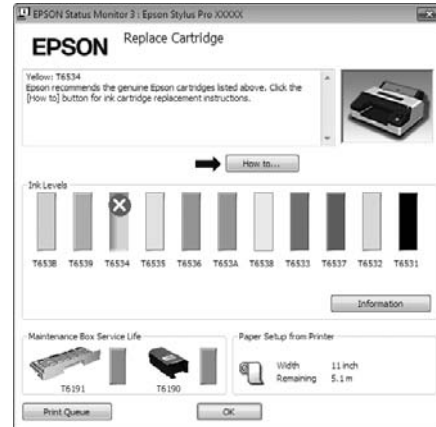 EPSON Status Monitor 3 : Epson Stylus Pro XXXXX
EPSON
Replace Cartridge
Yellow: T6534
Epson recommends the genuine Epson cartridges listed above. Click the
[How to] button for ink cartridge replacement instructions.
How to...
Ink Levels
T653B T6539 T6534 T6535 T6536 T653A T6538 T6533 T6537 T6532 T6531
Information
Maintenance Box Service Life
T6191 T6190
Paper Setup from Printer
Width 11 inch
Remaining 5.1 m
Print Queue OK